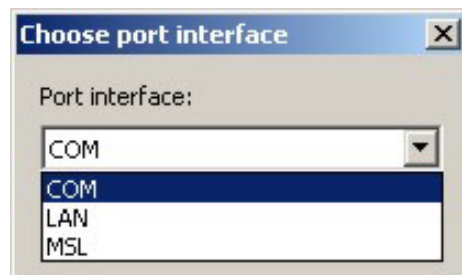 Choose port interface
Port interface:
COM
COM
LAN
MSL